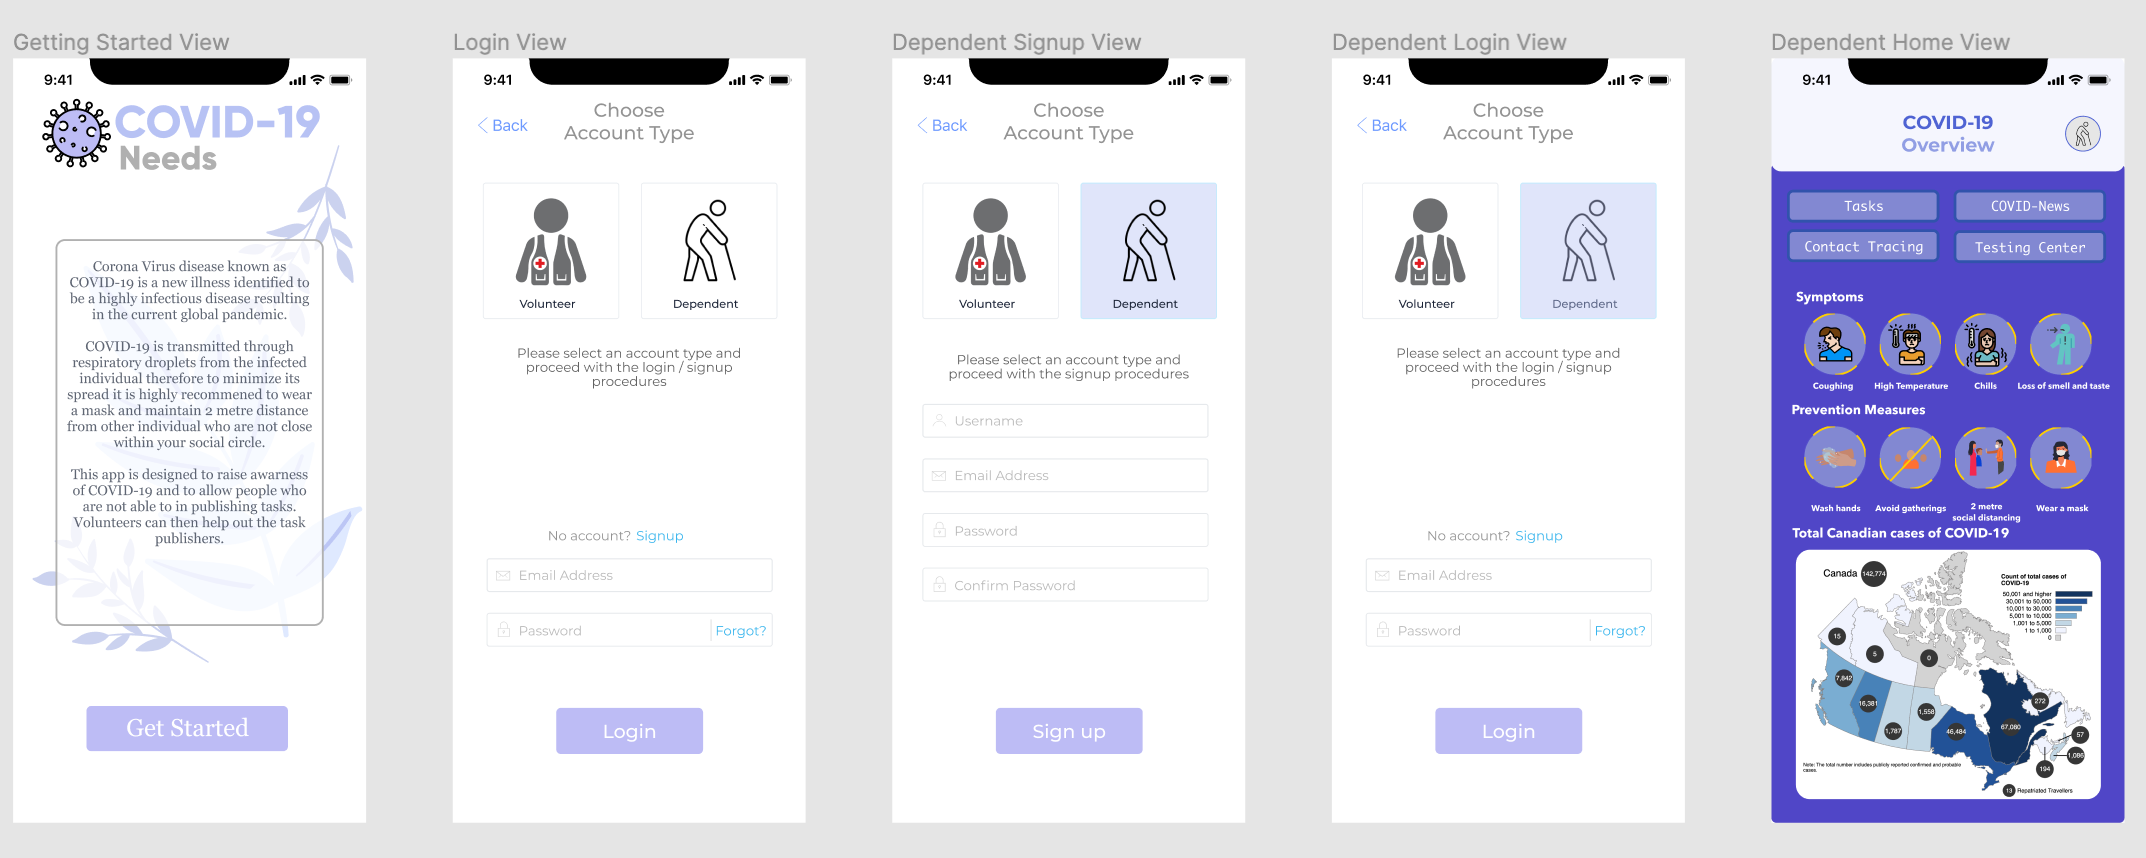 Getting Started View
9:41
COVID-19
Needs
Corona Virus disease known as
COVID-19 is a new illness identified to
be a highly infectious disease resulting
in the current global pandemic.
COVID-19 is transmitted through
respiratory droplets from the infected
individual therefore to minimize its
spread it is highly recommened to wear
a mask and maintain 2 metre distance
from other individual who are not close
within your social circle.
This app is designed to raise awarness
of COVID-19 and to allow people who
are not able to in publishing tasks.
Volunteers can then help out the task
publishers.
Get Started
Login View
9:41
Back
Choose
Account Type
Volunteer
Dependent
Please select an account type and
proceed with the login / signup
procedures
No account? Signup
Email Address
Password
Forgot?
Login
Dependent Signup View
9:41
Back
Choose
Account Type
Volunteer
Dependent
Please select an account type and
proceed with the signup procedures
Username
Email Address
Password
Confirm Password
Sign up
Dependent Login View
9:41
Back
Choose
Account Type
Volunteer
Dependent
Please select an account type and
proceed with the login / signup
procedures
No account? Signup
Email Address
Password
Forgot?
Login
Dependent Home View
9:41
COVID-19
Overview
Tasks
COVID-News
Contact Tracing
Testing Center
Symptoms
Coughing
High Temperature
Chills
Loss of smell and taste
Prevention Measures
Wash hands
Avoid gatherings
2 metre
social distancing
Wear a mask
Total Canadian cases of COVID-19
Canada
142,774
Count of total cases of
COVID-19
50,001 and higher
30,001 to 50,000
10,001 to 30,000
5,001 to 10,000
1,001 to 5,000
1 to 1,000
0
15
5
0
7,842
16,381
1,787
1,558
46,484
67,080
272
57
1,086
194
Note: The total number includes publicly reported confirmed and probable
cases.
13
Repatriated Travellers